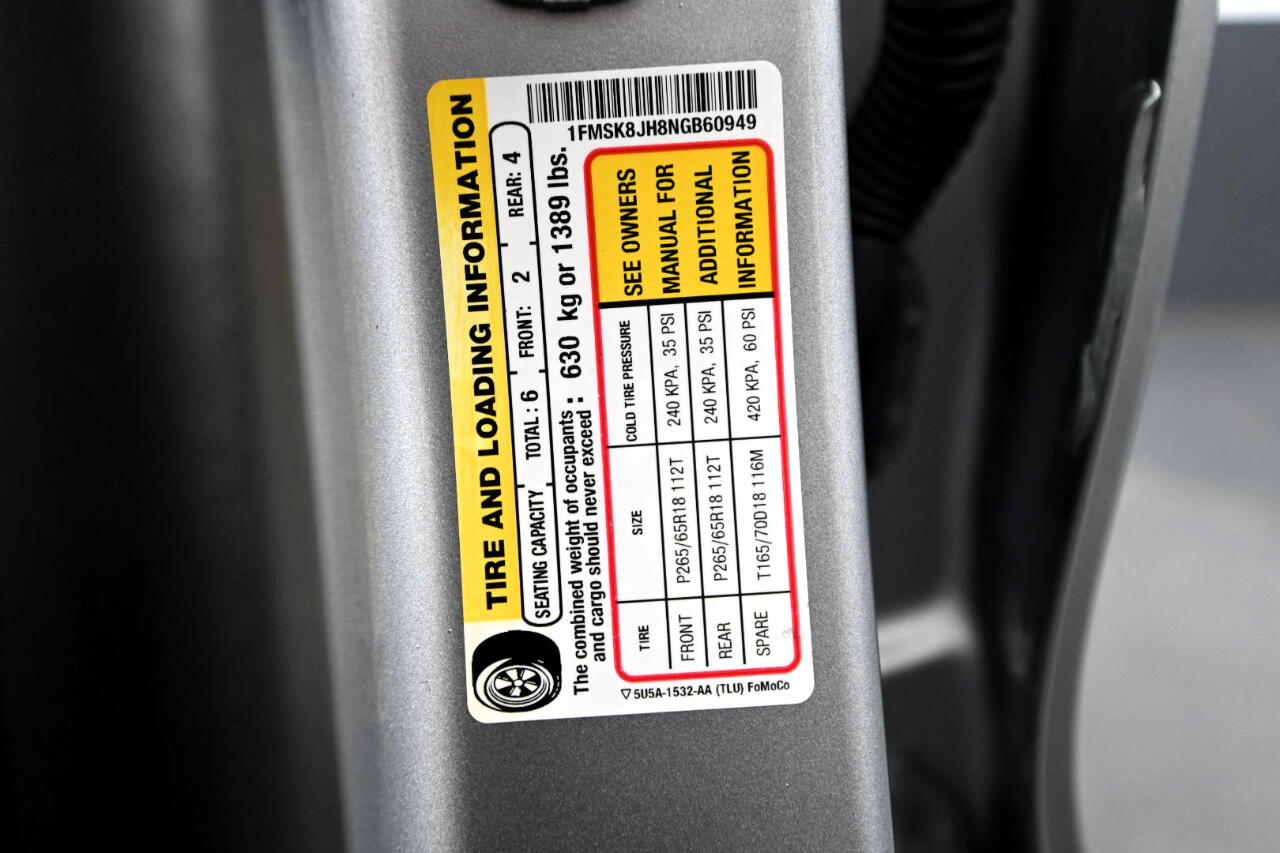 1FMSK8JH8NGB60949
TIRE AND LOADING INFORMATION
SEATING CAPACITY TOTAL : 6 FRONT: 2 REAR: 4
The combined weight of occupants
and cargo should never exceed : 630 kg or 1389 lbs.
TIRE SIZE COLD TIRE PRESSURE
FRONT P265/65R18 112T 240 KPA, 35 PSI
REAR P265/65R18 112T 240 KPA, 35 PSI
SPARE T165/70D18 116M 420 KPA, 60 PSI
SEE OWNERS
MANUAL FOR
ADDITIONAL
INFORMATION
5U5A-1532-AA (TLU) FoMoCo